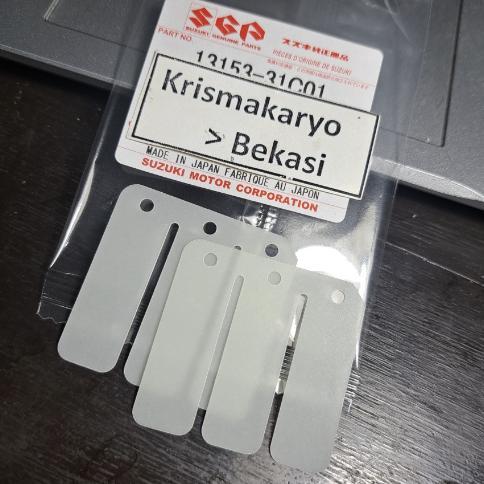 SGP
SUZUKI GENUINE PARTS
スズキ純正部品
PART NO.
PIECES D'ORIGINE DE SUZUKI
13153-31C01
Krismakaryo
> Bekasi
MADE IN JAPAN FABRIQUE AU JAPON
SUZUKI MOTOR CORPORATION